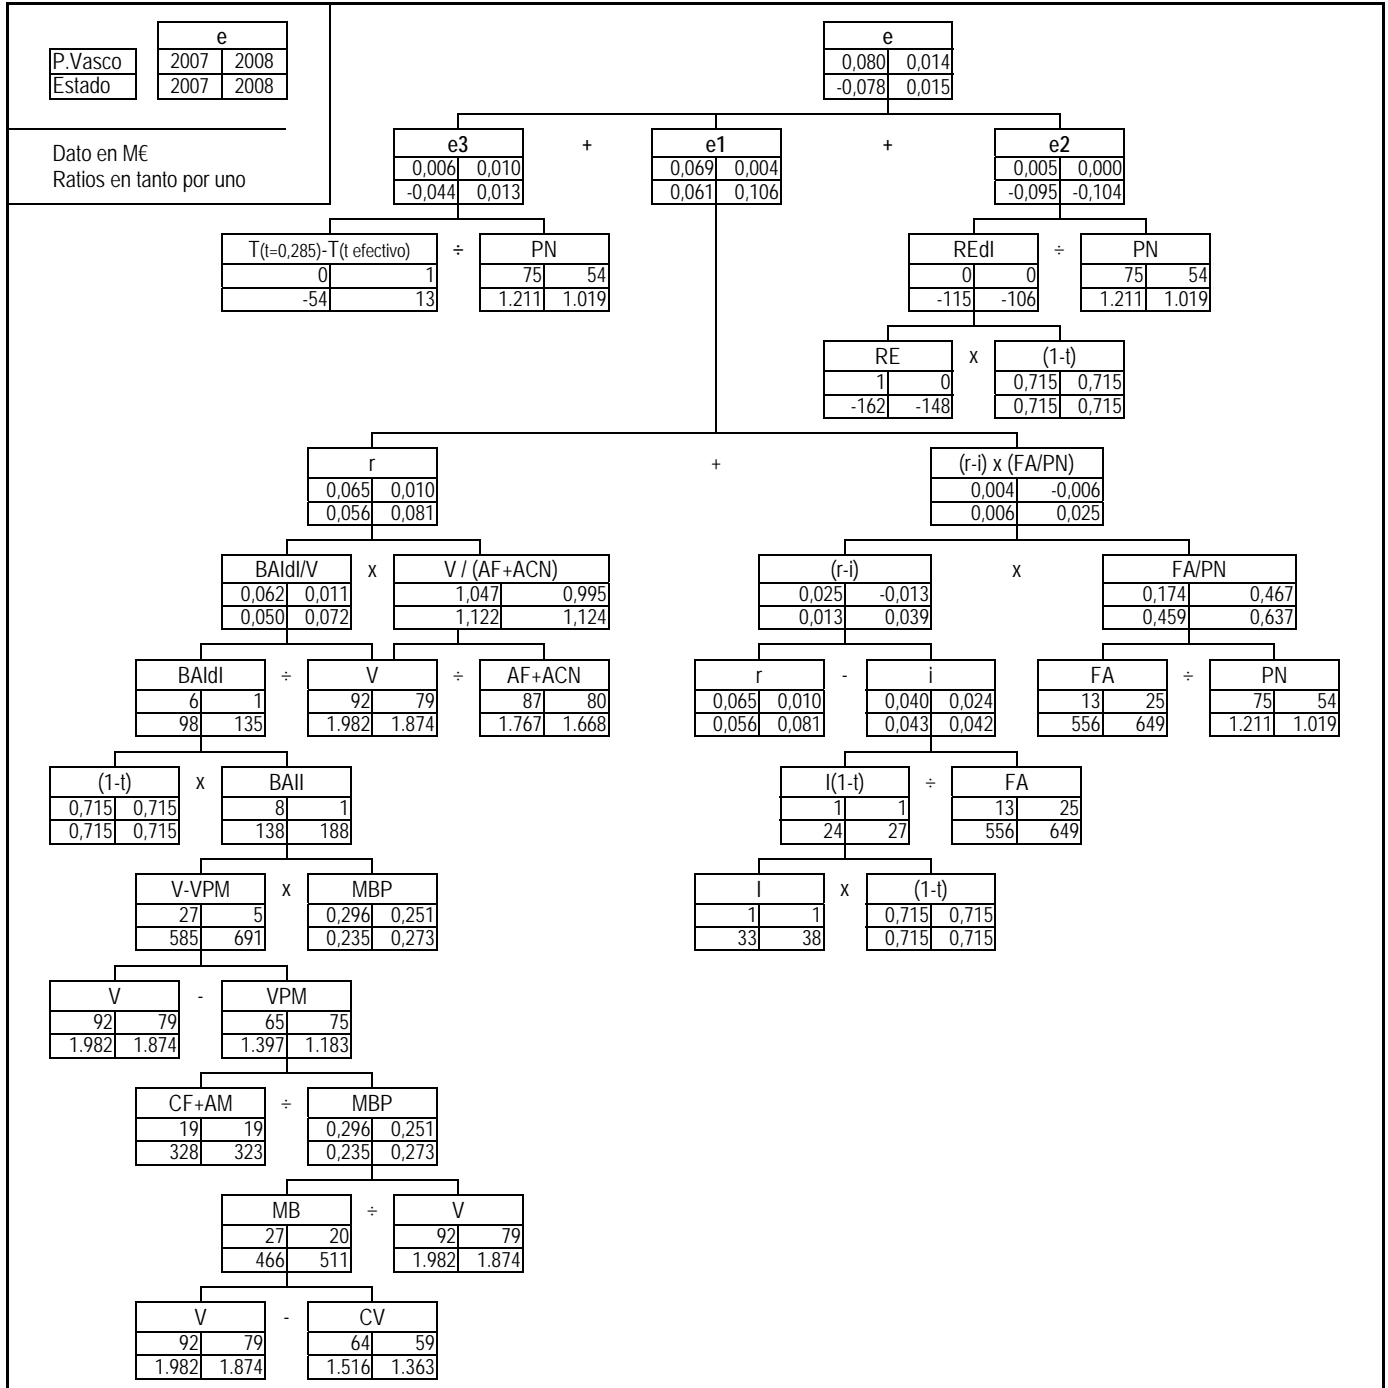 e
P.Vasco 2007 2008
Estado 2007 2008
Dato en M€
Ratios en tanto por uno
e
0,080 0,014
-0,078 0,015
e3 + e1 + e2
0,006 0,010 0,069 0,004 0,005 0,000
-0,044 0,013 0,061 0,106 -0,095 -0,104
T(t=0,285)-T(t efectivo) ÷ PN REdI ÷ PN
0 1 75 54 0 0 75 54
-54 13 1.211 1.019 -115 -106 1.211 1.019
RE x (1-t)
1 0 0,715 0,715
-162 -148 0,715 0,715
r + (r-i) x (FA/PN)
0,065 0,010 0,004 -0,006
0,056 0,081 0,006 0,025
BAIdI/V x V / (AF+ACN) (r-i) x FA/PN
0,062 0,011 1,047 0,995 0,025 -0,013 0,174 0,467
0,050 0,072 1,122 1,124 0,013 0,039 0,459 0,637
BAIdI ÷ V ÷ AF+ACN r - i FA ÷ PN
6 1 92 79 87 80 0,065 0,010 0,040 0,024 13 25 75 54
98 135 1.982 1.874 1.767 1.668 0,056 0,081 0,043 0,042 556 649 1.211 1.019
(1-t) x BAII I(1-t) ÷ FA
0,715 0,715 8 1 1 1 13 25
0,715 0,715 138 188 24 27 556 649
V-VPM x MBP I x (1-t)
27 5 0,296 0,251 1 1 0,715 0,715
585 691 0,235 0,273 33 38 0,715 0,715
V - VPM
92 79 65 75
1.982 1.874 1.397 1.183
CF+AM ÷ MBP
19 19 0,296 0,251
328 323 0,235 0,273
MB ÷ V
27 20 92 79
466 511 1.982 1.874
V - CV
92 79 64 59
1.982 1.874 1.516 1.363